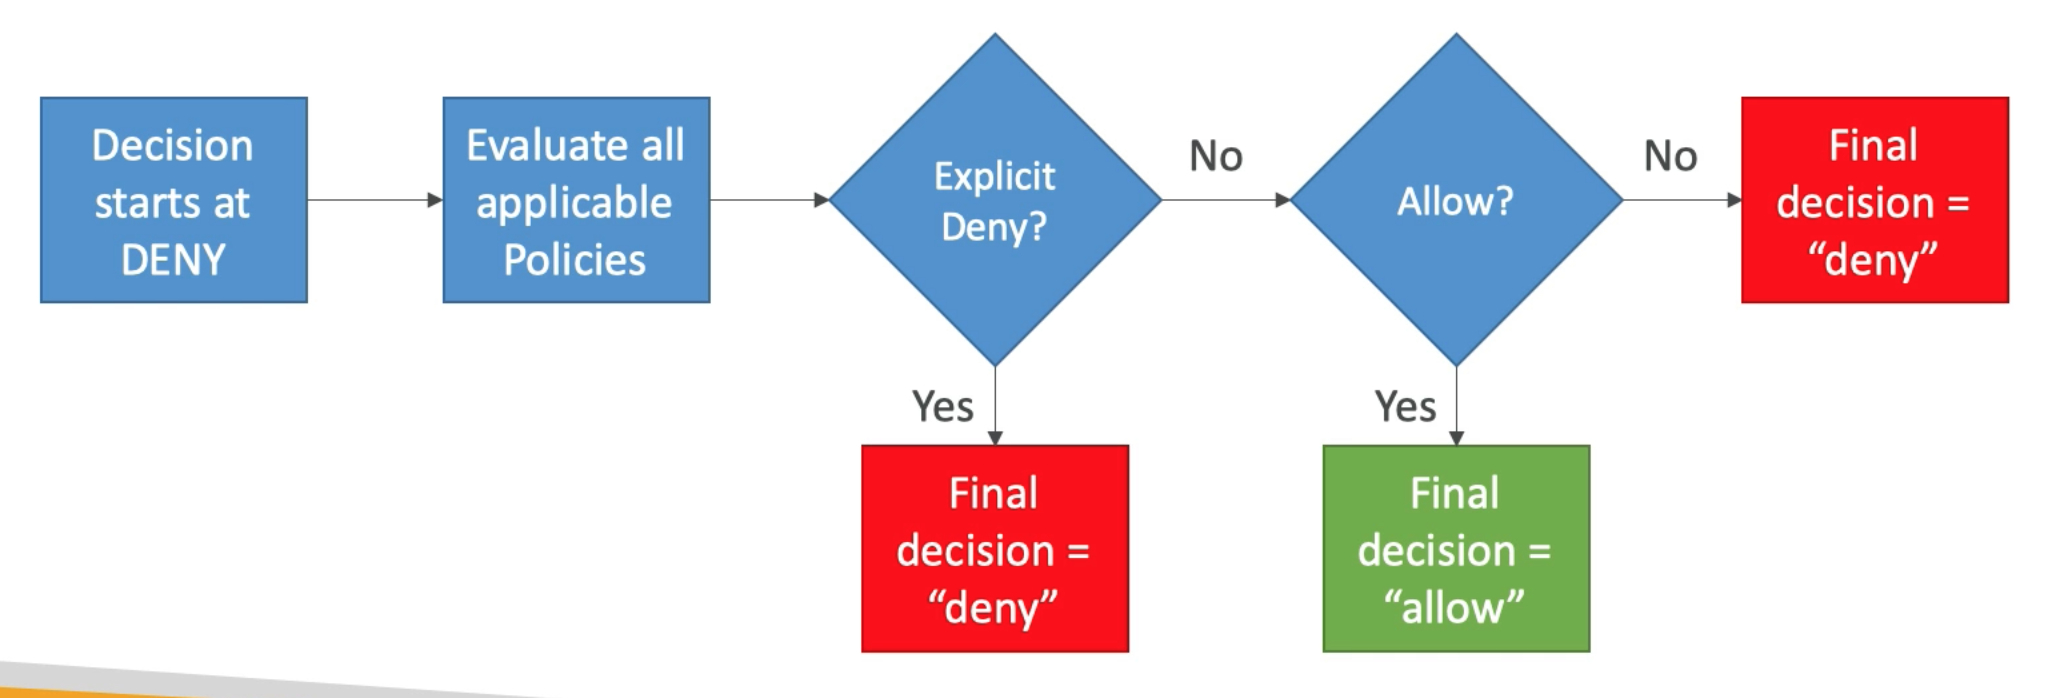 Decision
starts at
DENY
Evaluate all
applicable
Policies
Explicit
Deny?
No
Allow?
No
Final
decision =
“deny”
Yes
Final
decision =
“deny”
Yes
Final
decision =
“allow”